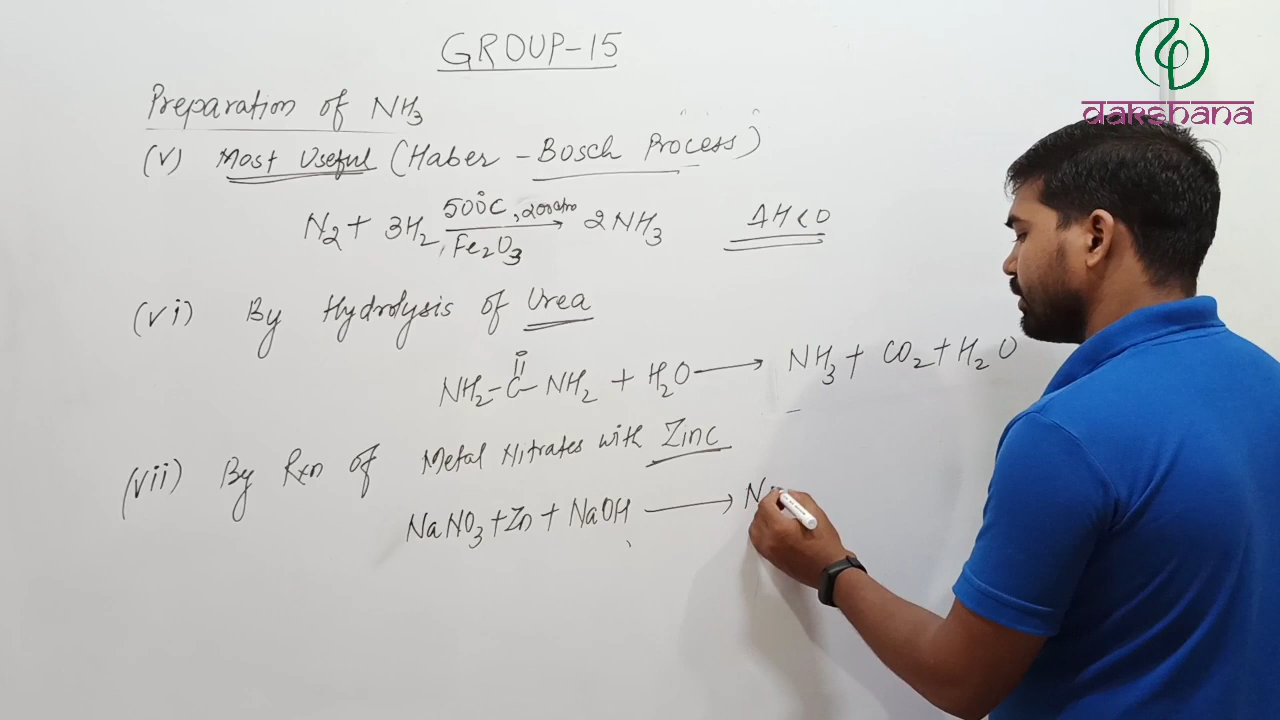 GROUP-15
dakshana
Preparation of NH3
(v) Most Useful (Haber - Bosch Process)
N2 + 3H2 500°C, 200atm Fe2O3 → 2NH3 ΔH<0
(vi) By Hydrolysis of Urea
O
NH2-C-NH2 + H2O → NH3 + CO2 + H2O
(vii) By Rxn of Metal Nitrates with Zinc
NaNO3 + Zn + NaOH → Na